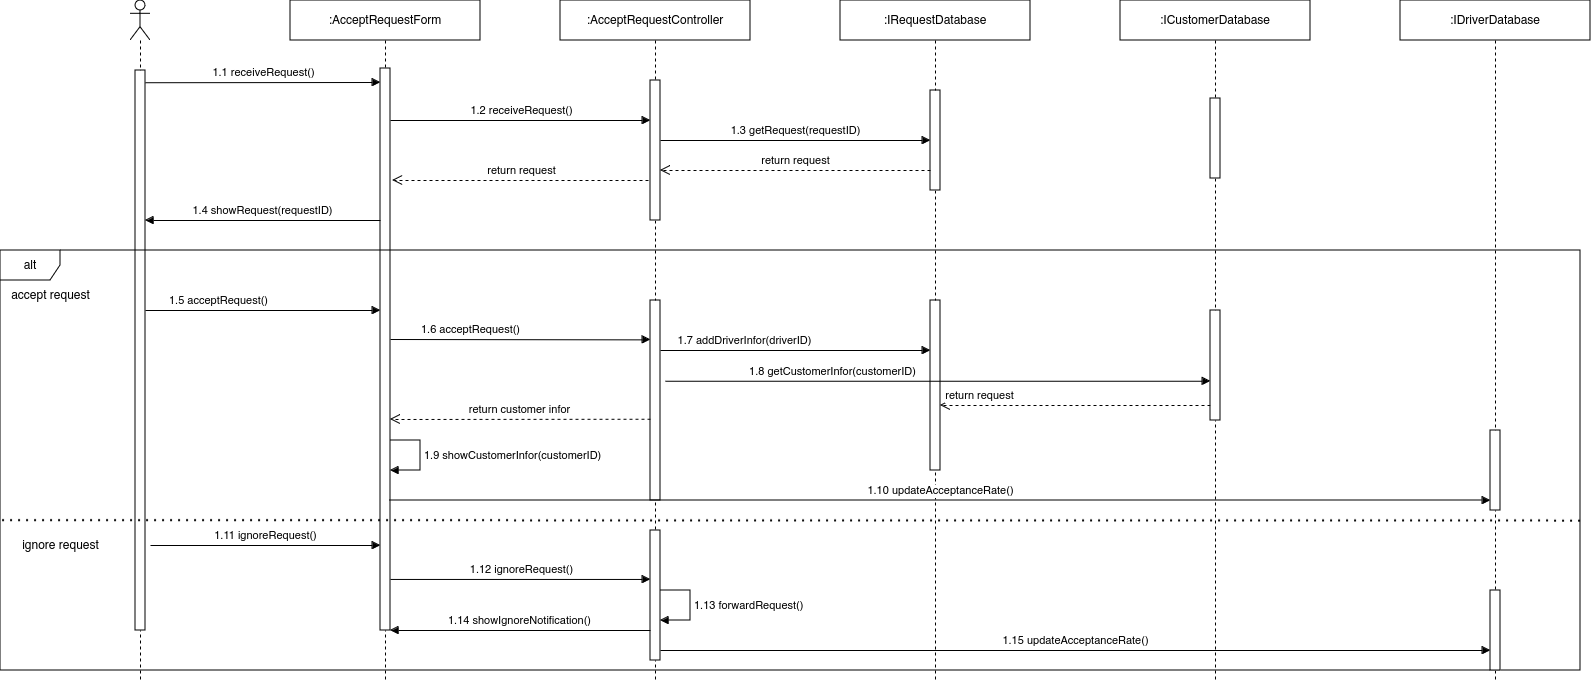 :AcceptRequestForm
:AcceptRequestController
:IRequestDatabase
:ICustomerDatabase
:IDriverDatabase
1.1 receiveRequest()
1.2 receiveRequest()
1.3 getRequest(requestID)
return request
return request
1.4 showRequest(requestID)
alt
accept request
1.5 acceptRequest()
1.6 acceptRequest()
1.7 addDriverInfor(driverID)
1.8 getCustomerInfor(customerID)
return request
return customer infor
1.9 showCustomerInfor(customerID)
1.10 updateAcceptanceRate()
ignore request
1.11 ignoreRequest()
1.12 ignoreRequest()
1.13 forwardRequest()
1.14 showIgnoreNotification()
1.15 updateAcceptanceRate()